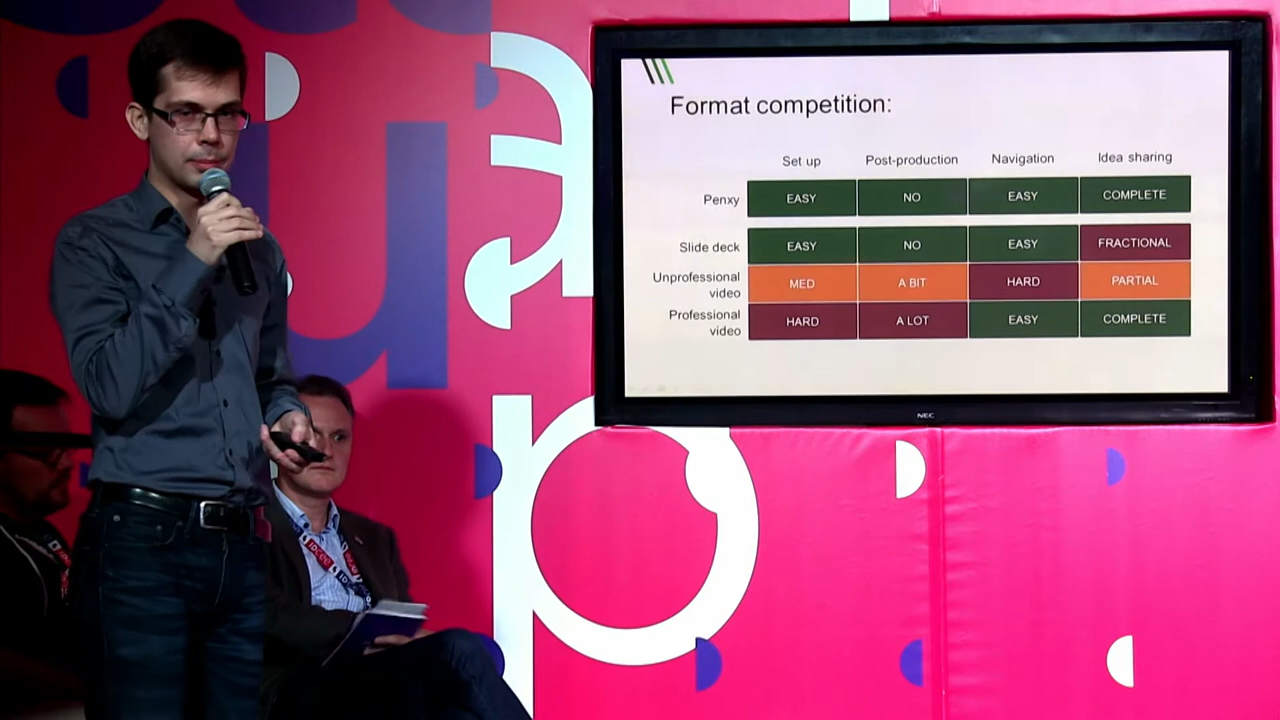 Format competition:
Set up Post-production Navigation Idea sharing
Penxy EASY NO EASY COMPLETE
Slide deck EASY NO EASY FRACTIONAL
Unprofessional video MED A BIT HARD PARTIAL
Professional video HARD A LOT EASY COMPLETE
NEC
up